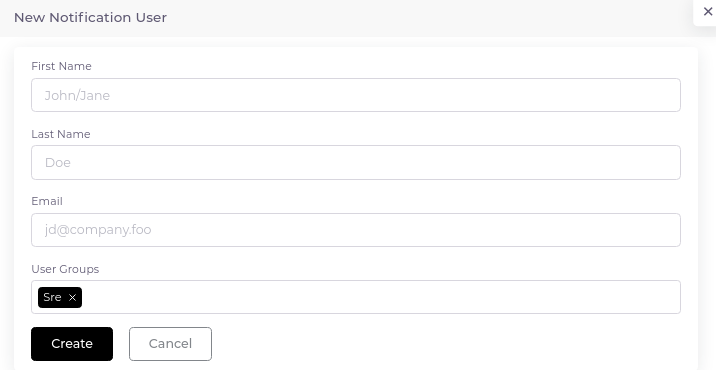 New Notification User
First Name
John/Jane
Last Name
Doe
Email
jd@company.foo
User Groups
Sre
Create Cancel